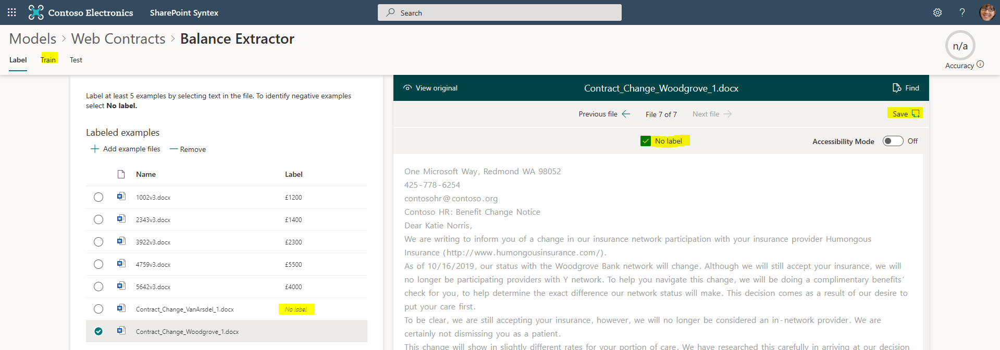 Contoso Electronics SharePoint Syntex Search ?
Models > Web Contracts > Balance Extractor
n/a
Label Train Test
Accuracy
Label at least 5 examples by selecting text in the file. To identify negative examples
select No label.
Labeled examples
Add example files Remove
Name Label
1002v3.docx £1200
2343v3.docx £1400
3922v3.docx £2300
4759v3.docx £5500
5642v3.docx £4000
Contract_Change_VanArsdel_1.docx No label
Contract_Change_Woodgrove_1.docx
View original Contract_Change_Woodgrove_1.docx Find
Previous file File 7 of 7 Next file Save
No label Accessibility Mode Off
One Microsoft Way, Redmond WA 98052
425-778-6254
contosohr@contoso.org
Contoso HR: Benefit Change Notice
Dear Katie Norris,
We are writing to inform you of a change in our insurance network participation with your insurance provider Humongous
Insurance (http://www.humongousinsurance.com/).
As of 10/16/2019, our status with the Woodgrove Bank network will change. Although we will still accept your insurance, we will
no longer be participating providers with Y network. To help you navigate this change, we will be doing a complimentary benefits'
check for you, to help determine the exact difference our network status will make. This decision comes as a result of our desire to
put your care first.
To be clear, we are still accepting your insurance, however, we will no longer be considered an in-network provider. We are
certainly not dismissing you as a patient.
This change will show in slightly different rates for your portion of care. We have researched this carefully in arriving at our decision